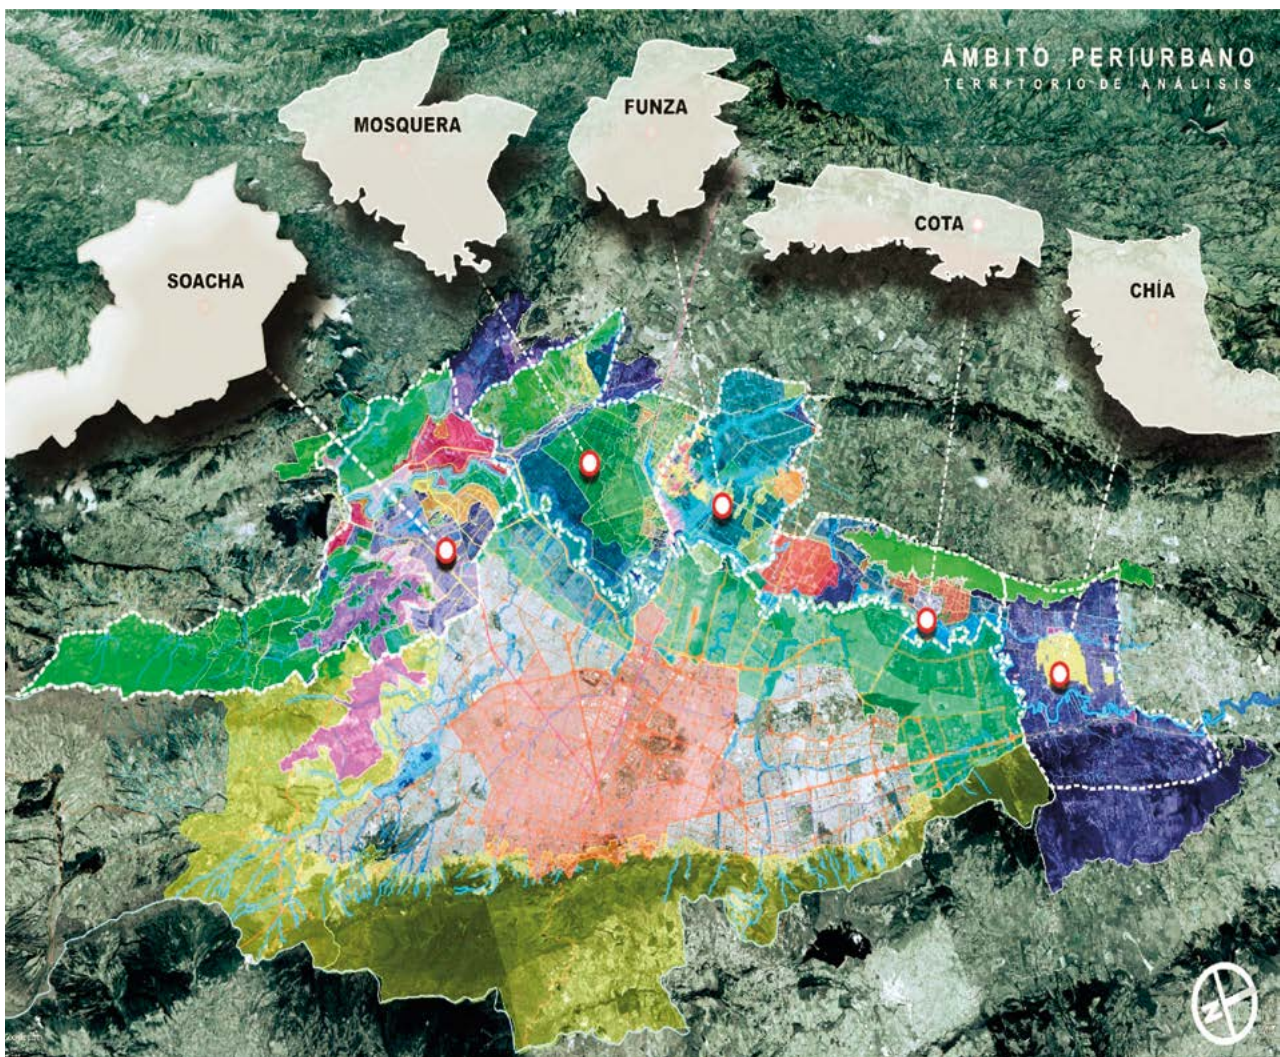 ÁMBITO PERIURBANO
TERRITORIO DE ANÁLISIS
FUNZA
MOSQUERA
COTA
SOACHA
CHÍA
N